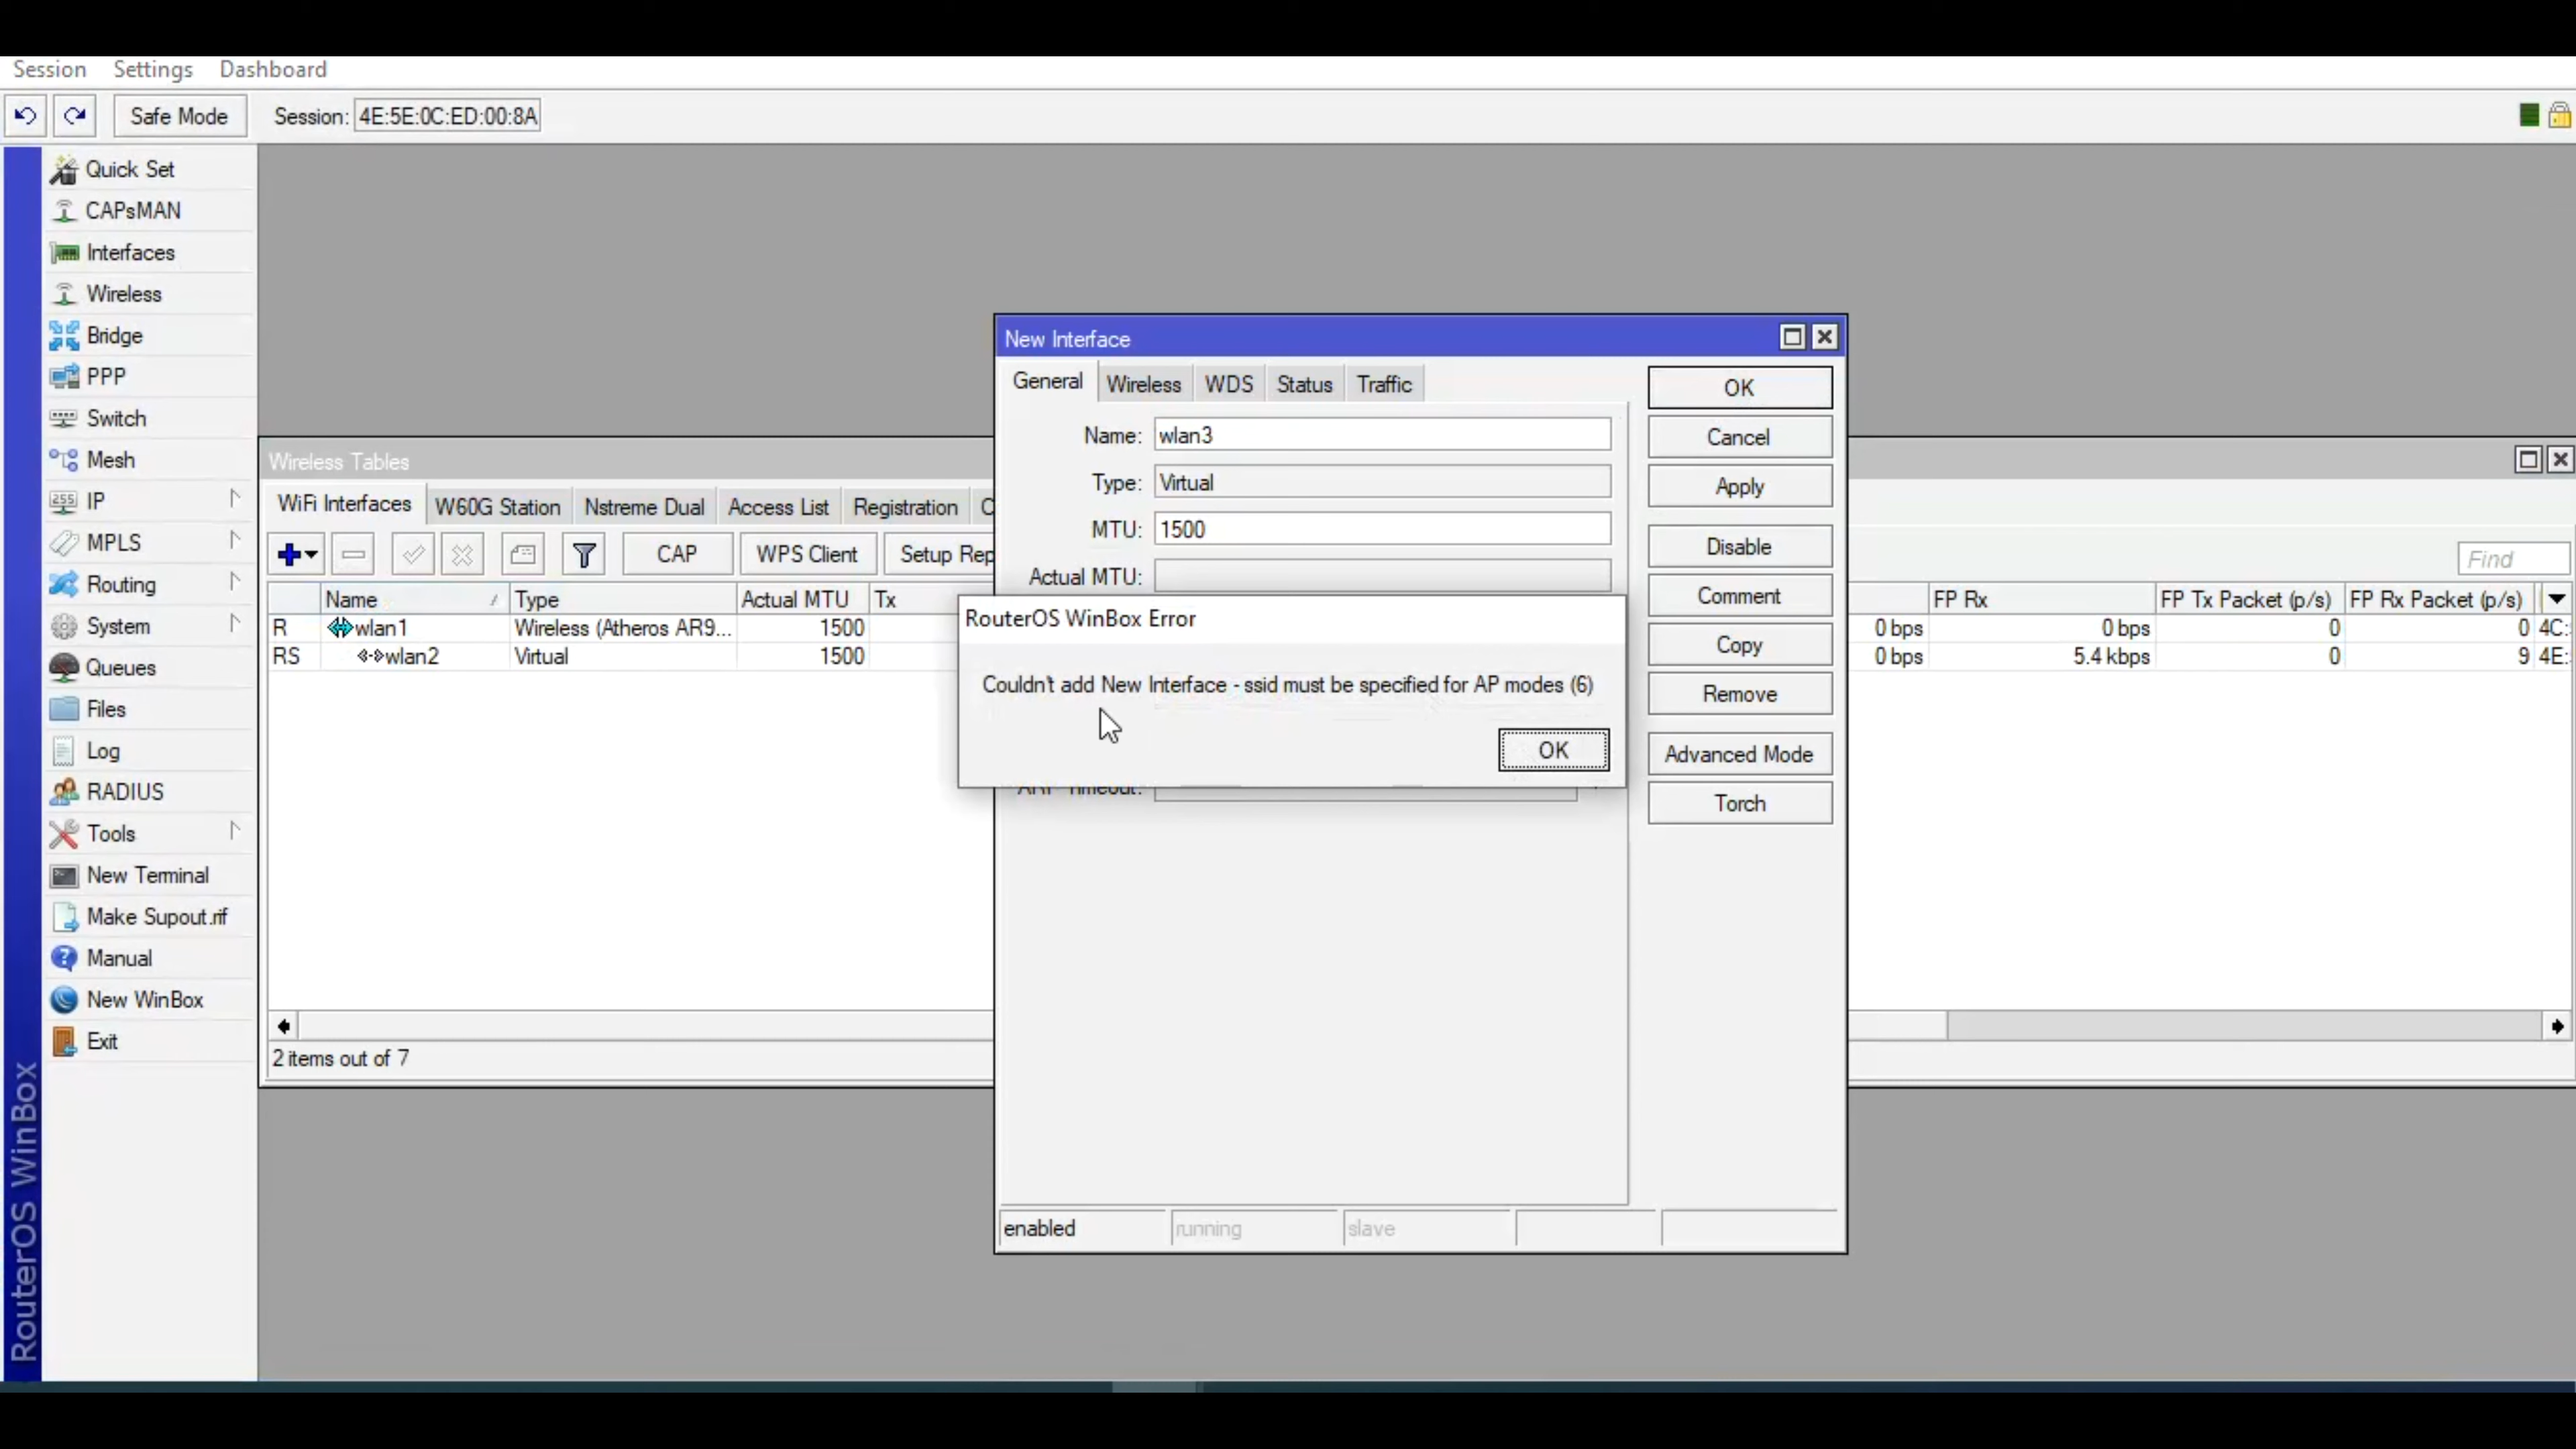 Session Settings Dashboard
Safe Mode Session: 4E:5E:0C:ED:00:8A
Quick Set
CAPsMAN
Interfaces
Wireless
Bridge
PPP
Switch
Mesh
IP
MPLS
Routing
System
Queues
Files
Log
RADIUS
Tools
New Terminal
Make Supout.rif
Manual
New WinBox
Exit
RouterOS WinBox
Wireless Tables
WiFi Interfaces W60G Station Nstreme Dual Access List Registration C
CAP WPS Client Setup Rep
Find
Name Type Actual MTU Tx FP Rx FP Tx Packet (p/s) FP Rx Packet (p/s)
R wlan1 Wireless (Atheros AR9... 1500 0 bps 0 bps 0 0 4C:
RS wlan2 Virtual 1500 0 bps 5.4 kbps 0 9 4E:
2 items out of 7
New Interface
General Wireless WDS Status Traffic
Name: wlan3
Type: Virtual
MTU: 1500
Actual MTU:
ARP Timeout:
OK
Cancel
Apply
Disable
Comment
Copy
Remove
Advanced Mode
Torch
enabled running slave
RouterOS WinBox Error
Couldn't add New Interface - ssid must be specified for AP modes (6)
OK